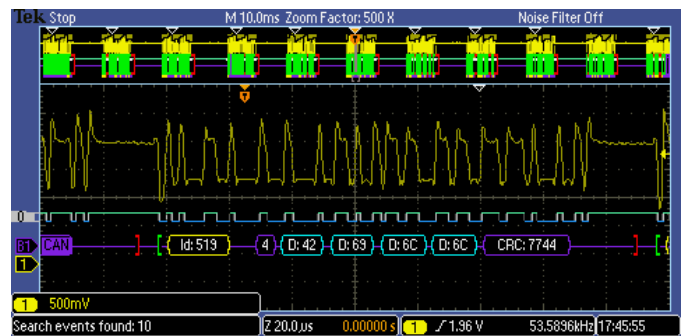 Tek Stop M 10.0ms Zoom Factor: 500 X Noise Filter Off
T
T
0
B1 CAN Id: 519 4 D: 42 D: 69 D: 6C D: 6C CRC: 7744
1
1 500mV
Search events found: 10 Z 20.0µs 0.00000 s 1 1.96 V 53.5896kHz 17:45:55